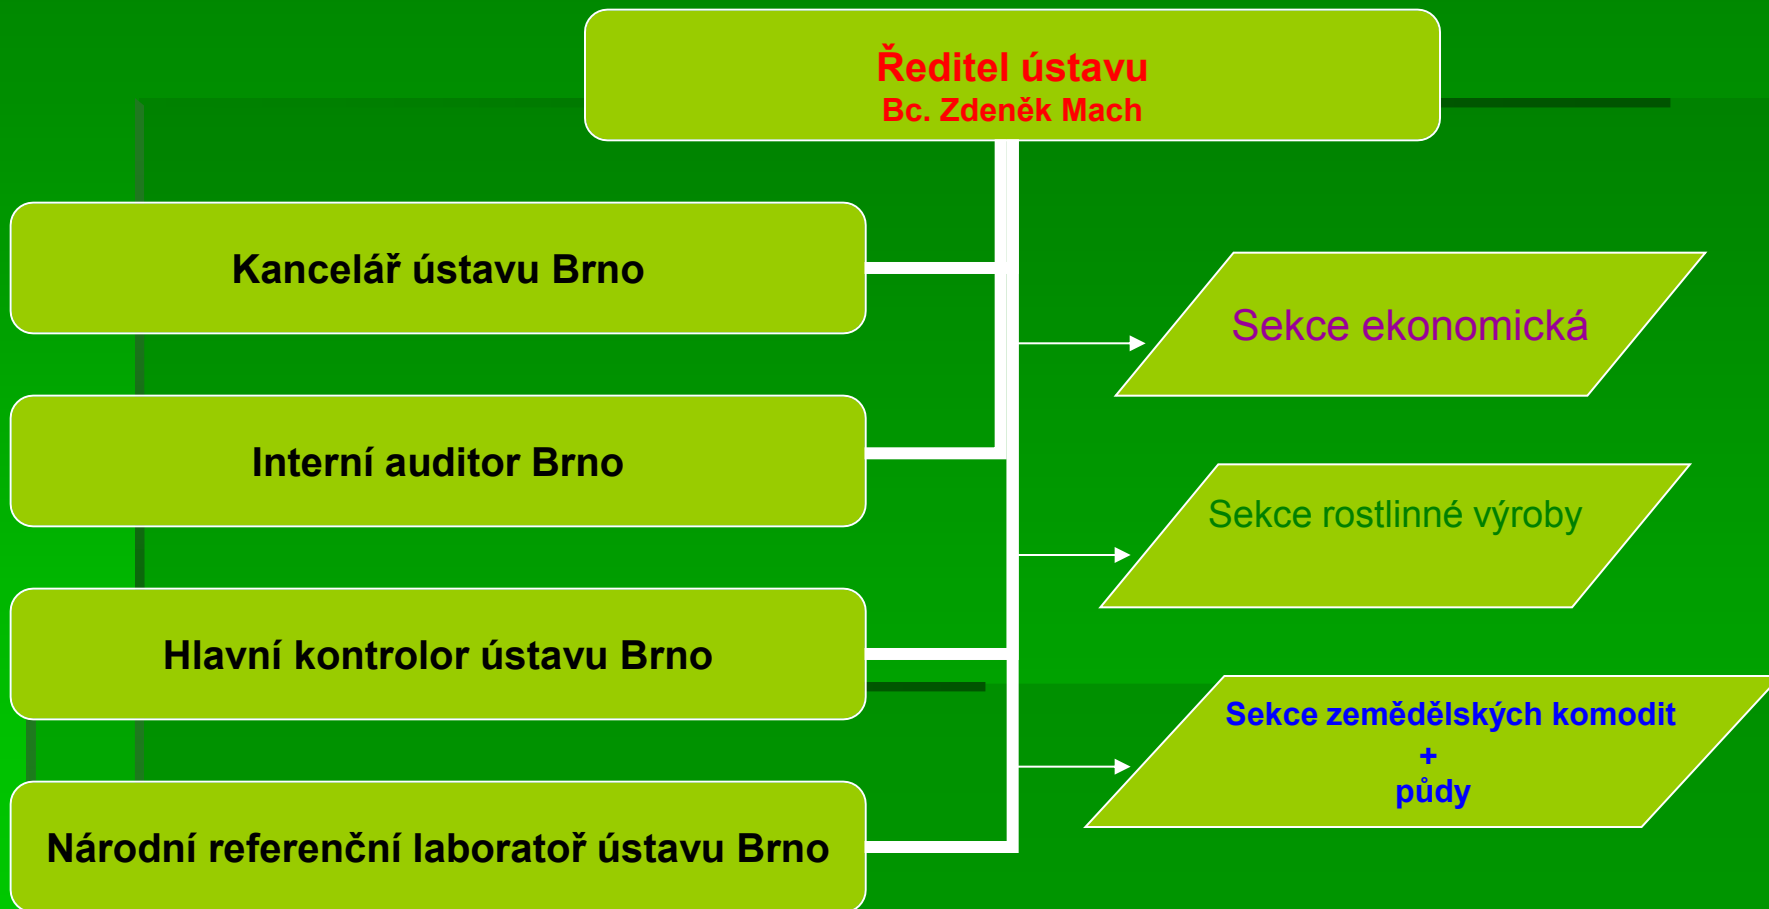 Ředitel ústavu
Bc. Zdeněk Mach
Kancelář ústavu Brno
Interní auditor Brno
Hlavní kontrolor ústavu Brno
Národní referenční laboratoř ústavu Brno
Sekce ekonomická
Sekce rostlinné výroby
Sekce zemědělských komodit
+
půdy